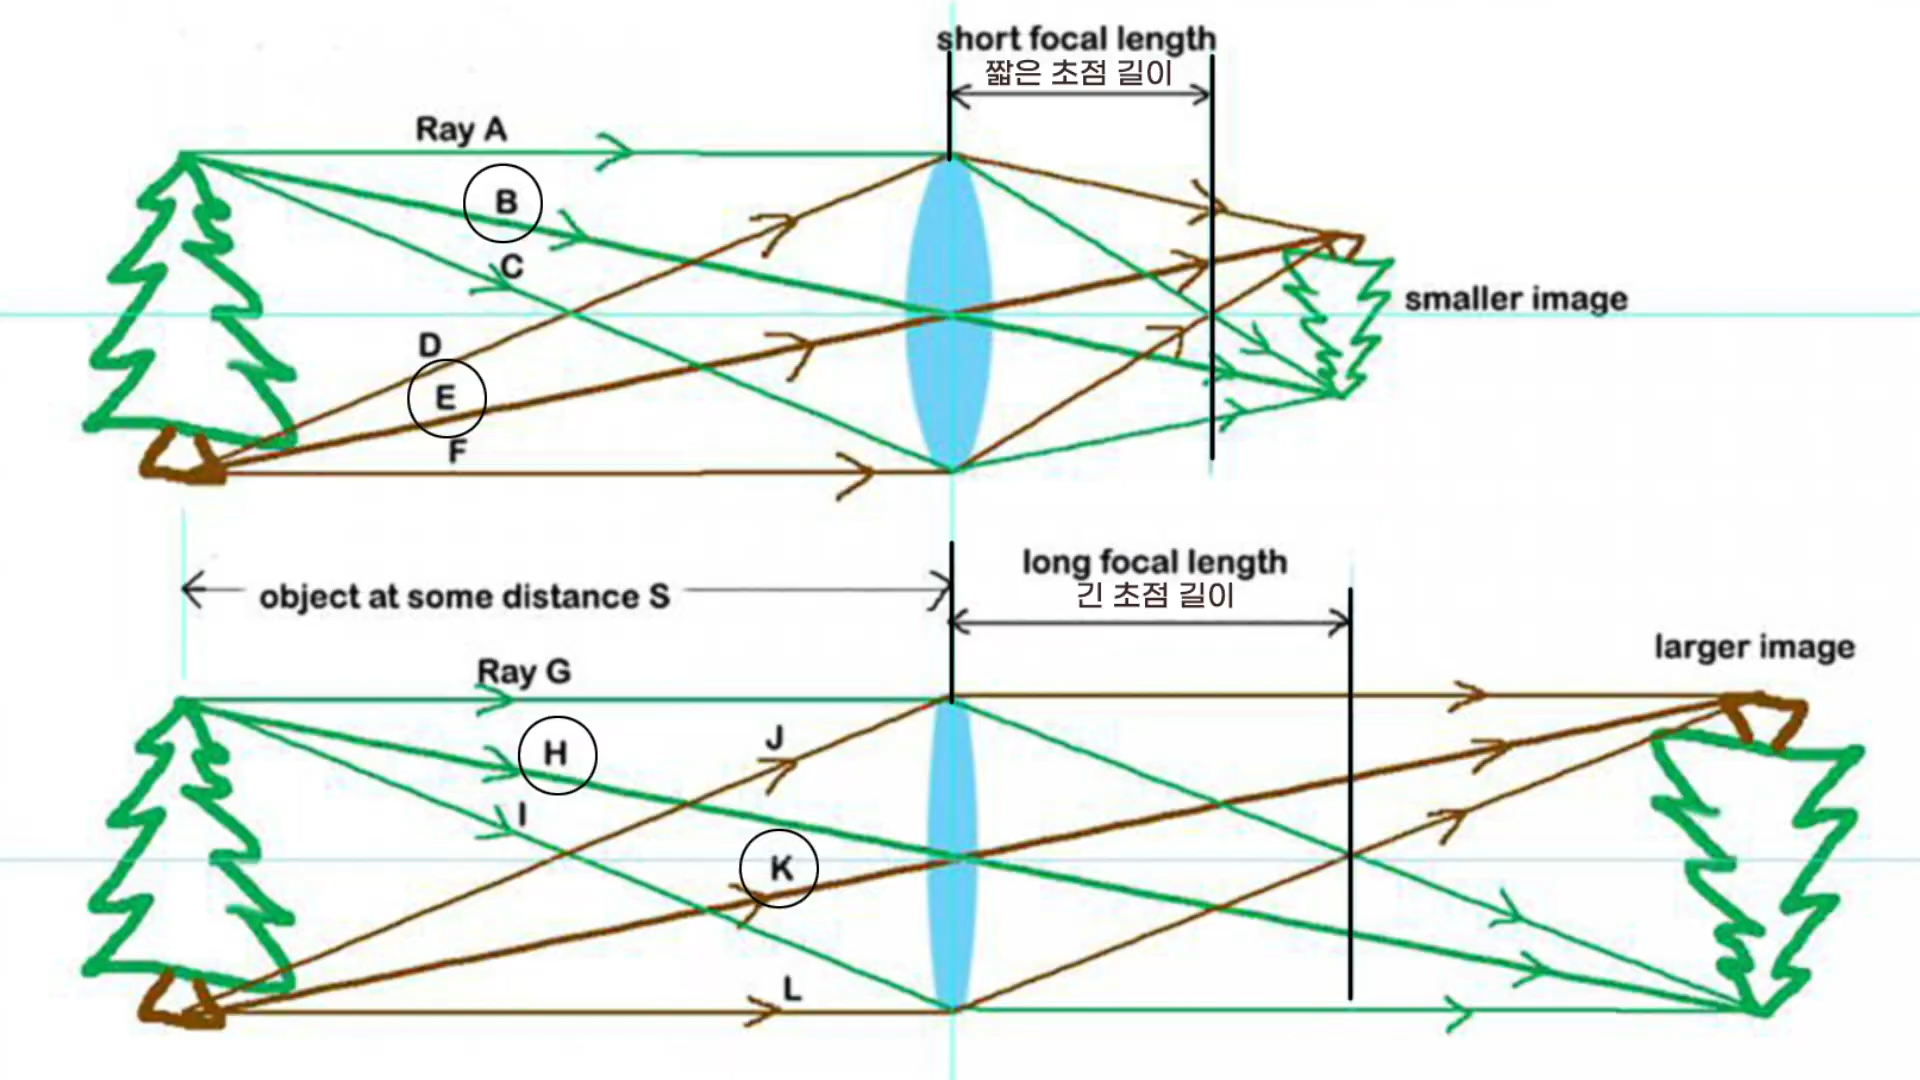 short focal length
짧은 초점 길이
Ray A
B
C
smaller image
D
E
F
long focal length
object at some distance S
긴 초점 길이
larger image
Ray G
J
H
I
K
L